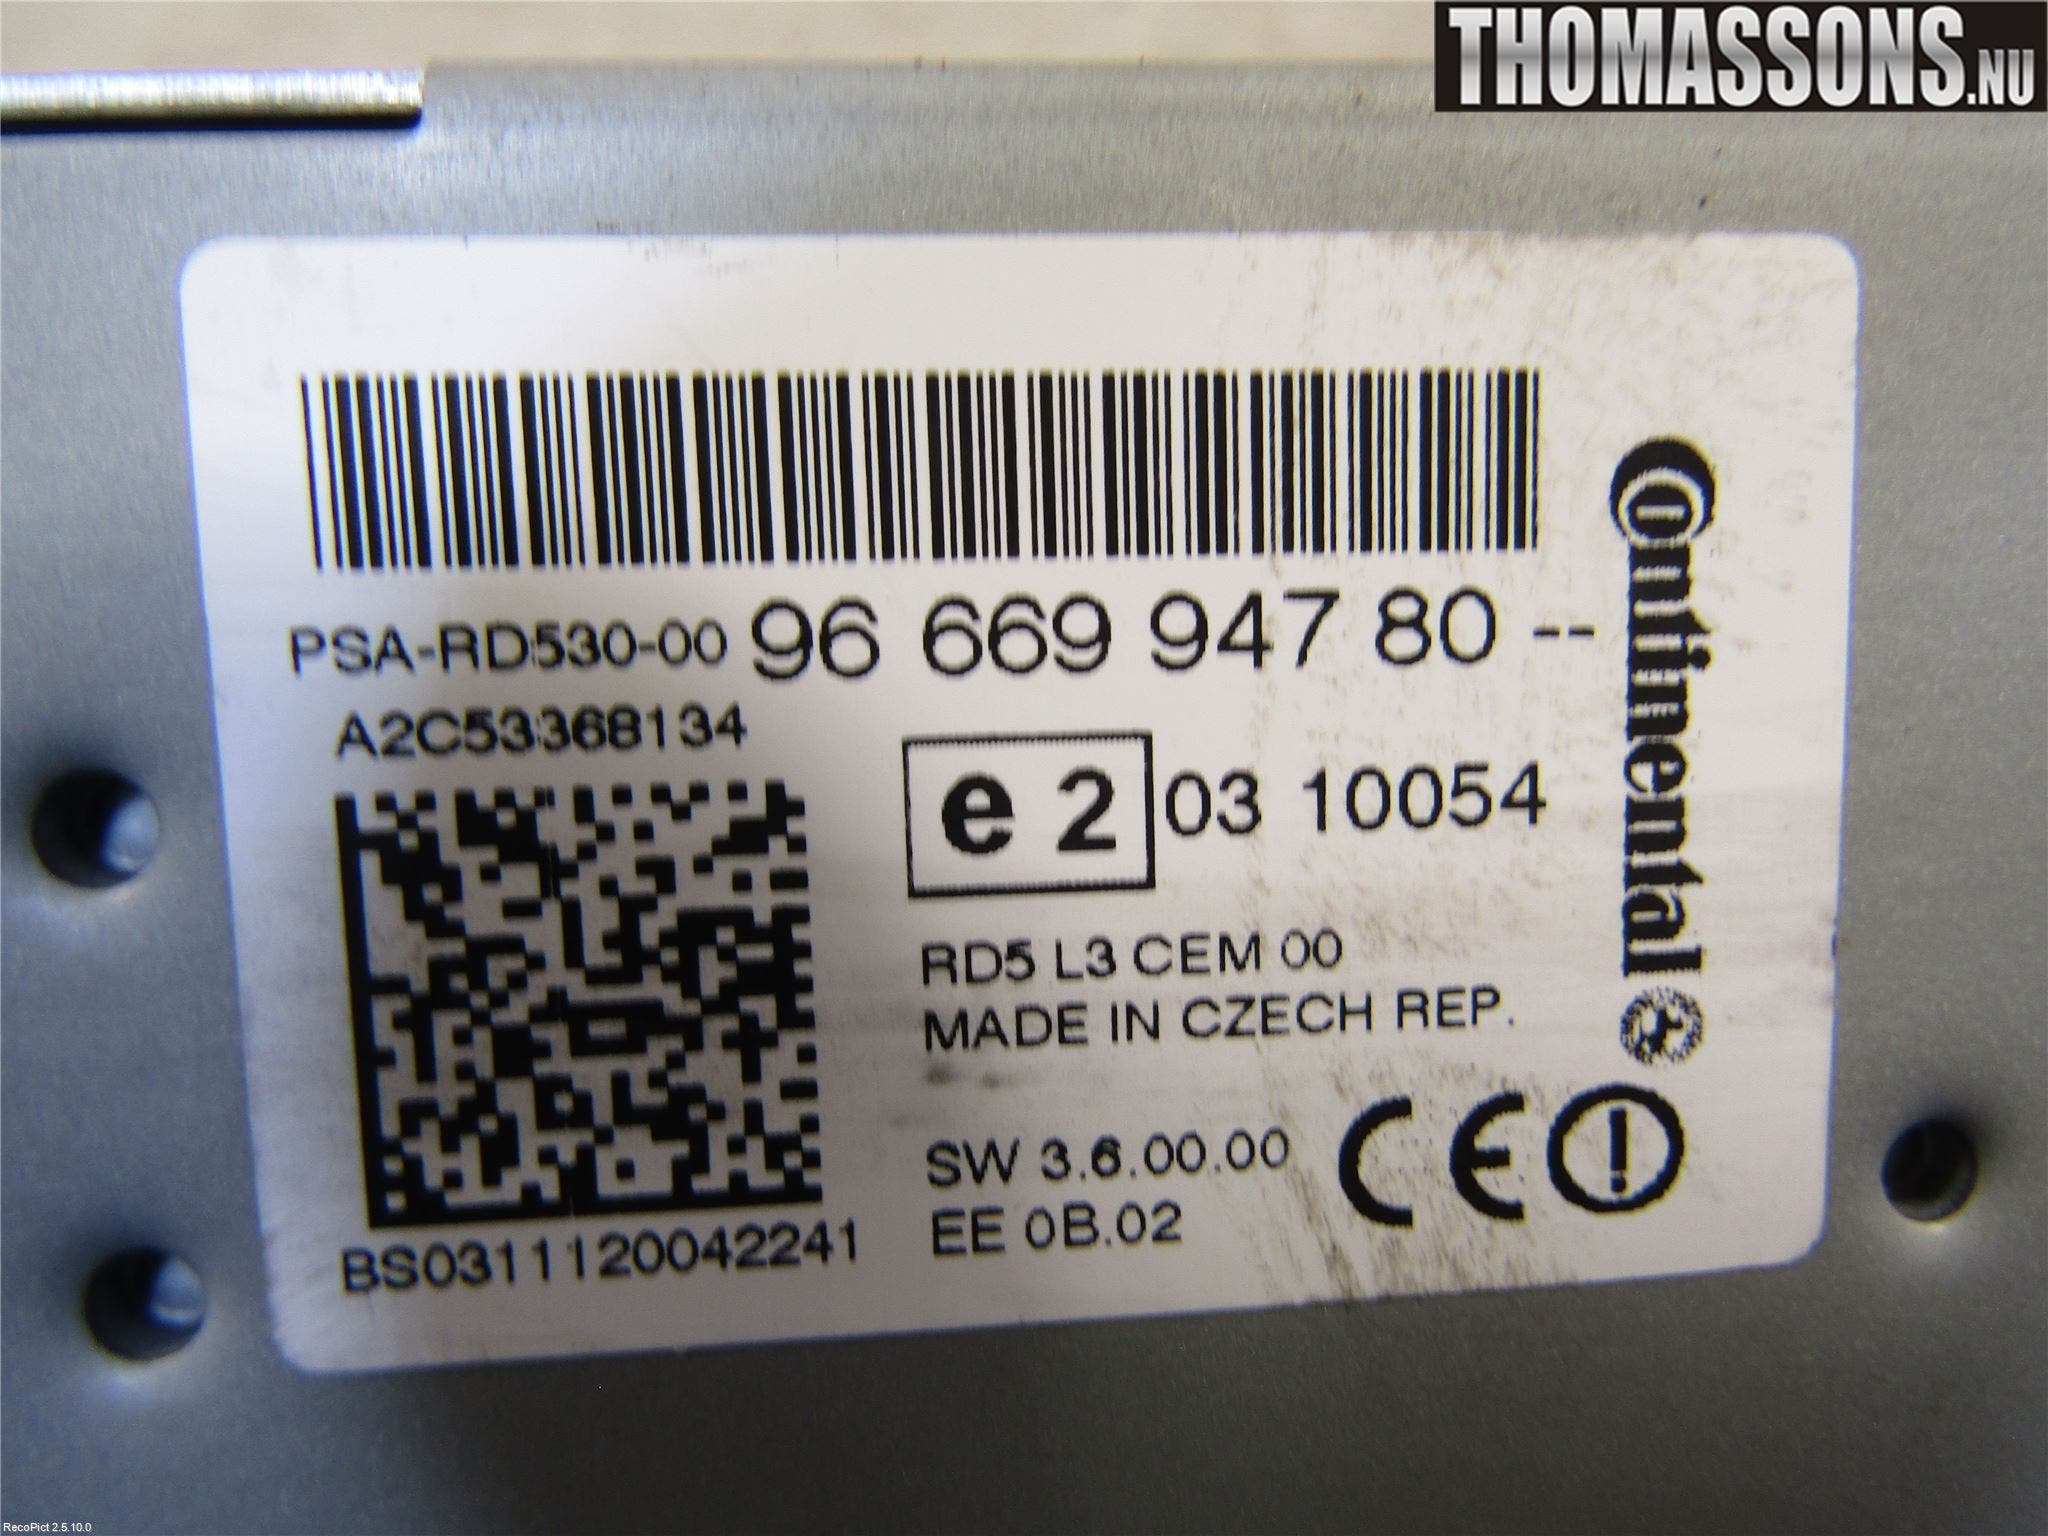 THOMASSONS.NU
PSA-RD530-00 96 669 947 80 --
A2C53368134
e 2 03 10054
Continental
RD5 L3 CEM 00
MADE IN CZECH REP.
SW 3.6.00.00
EE 0B.02
CE
BS0311120042241
RecoPict 2.5.10.0